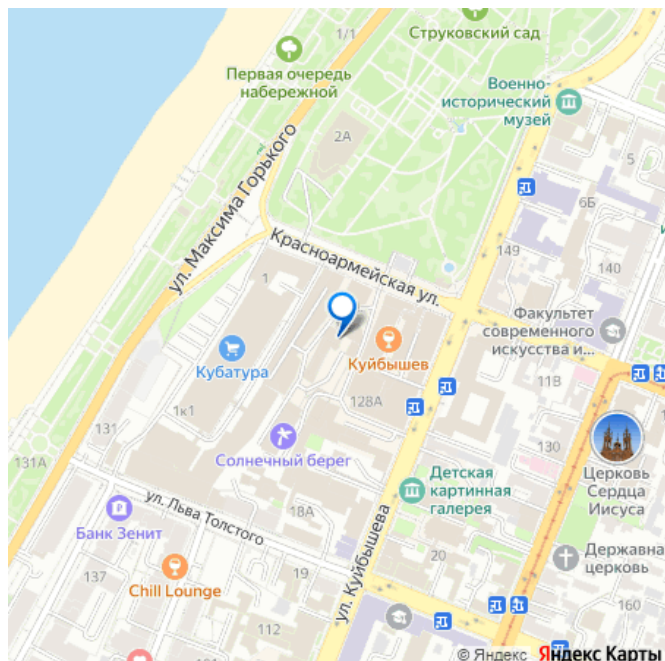 1/1
Струковский сад
Первая очередь
набережной
Военно-
исторический
музей
2А
5
6Б
ул. Максима Горького
Красноармейская ул.
149
140
1
Факультет
современного
искусства и...
Кубатура
Куйбышев
11В
1к1
128А
131
130
131А
Солнечный берег
Церковь
Сердца
Иисуса
Детская
картинная
галерея
ул. Льва Толстого
18А
Банк Зенит
ул. Куйбышева
20
Державная
церковь
137
19
Chill Lounge
160
112
© Яндекс Яндекс Карты